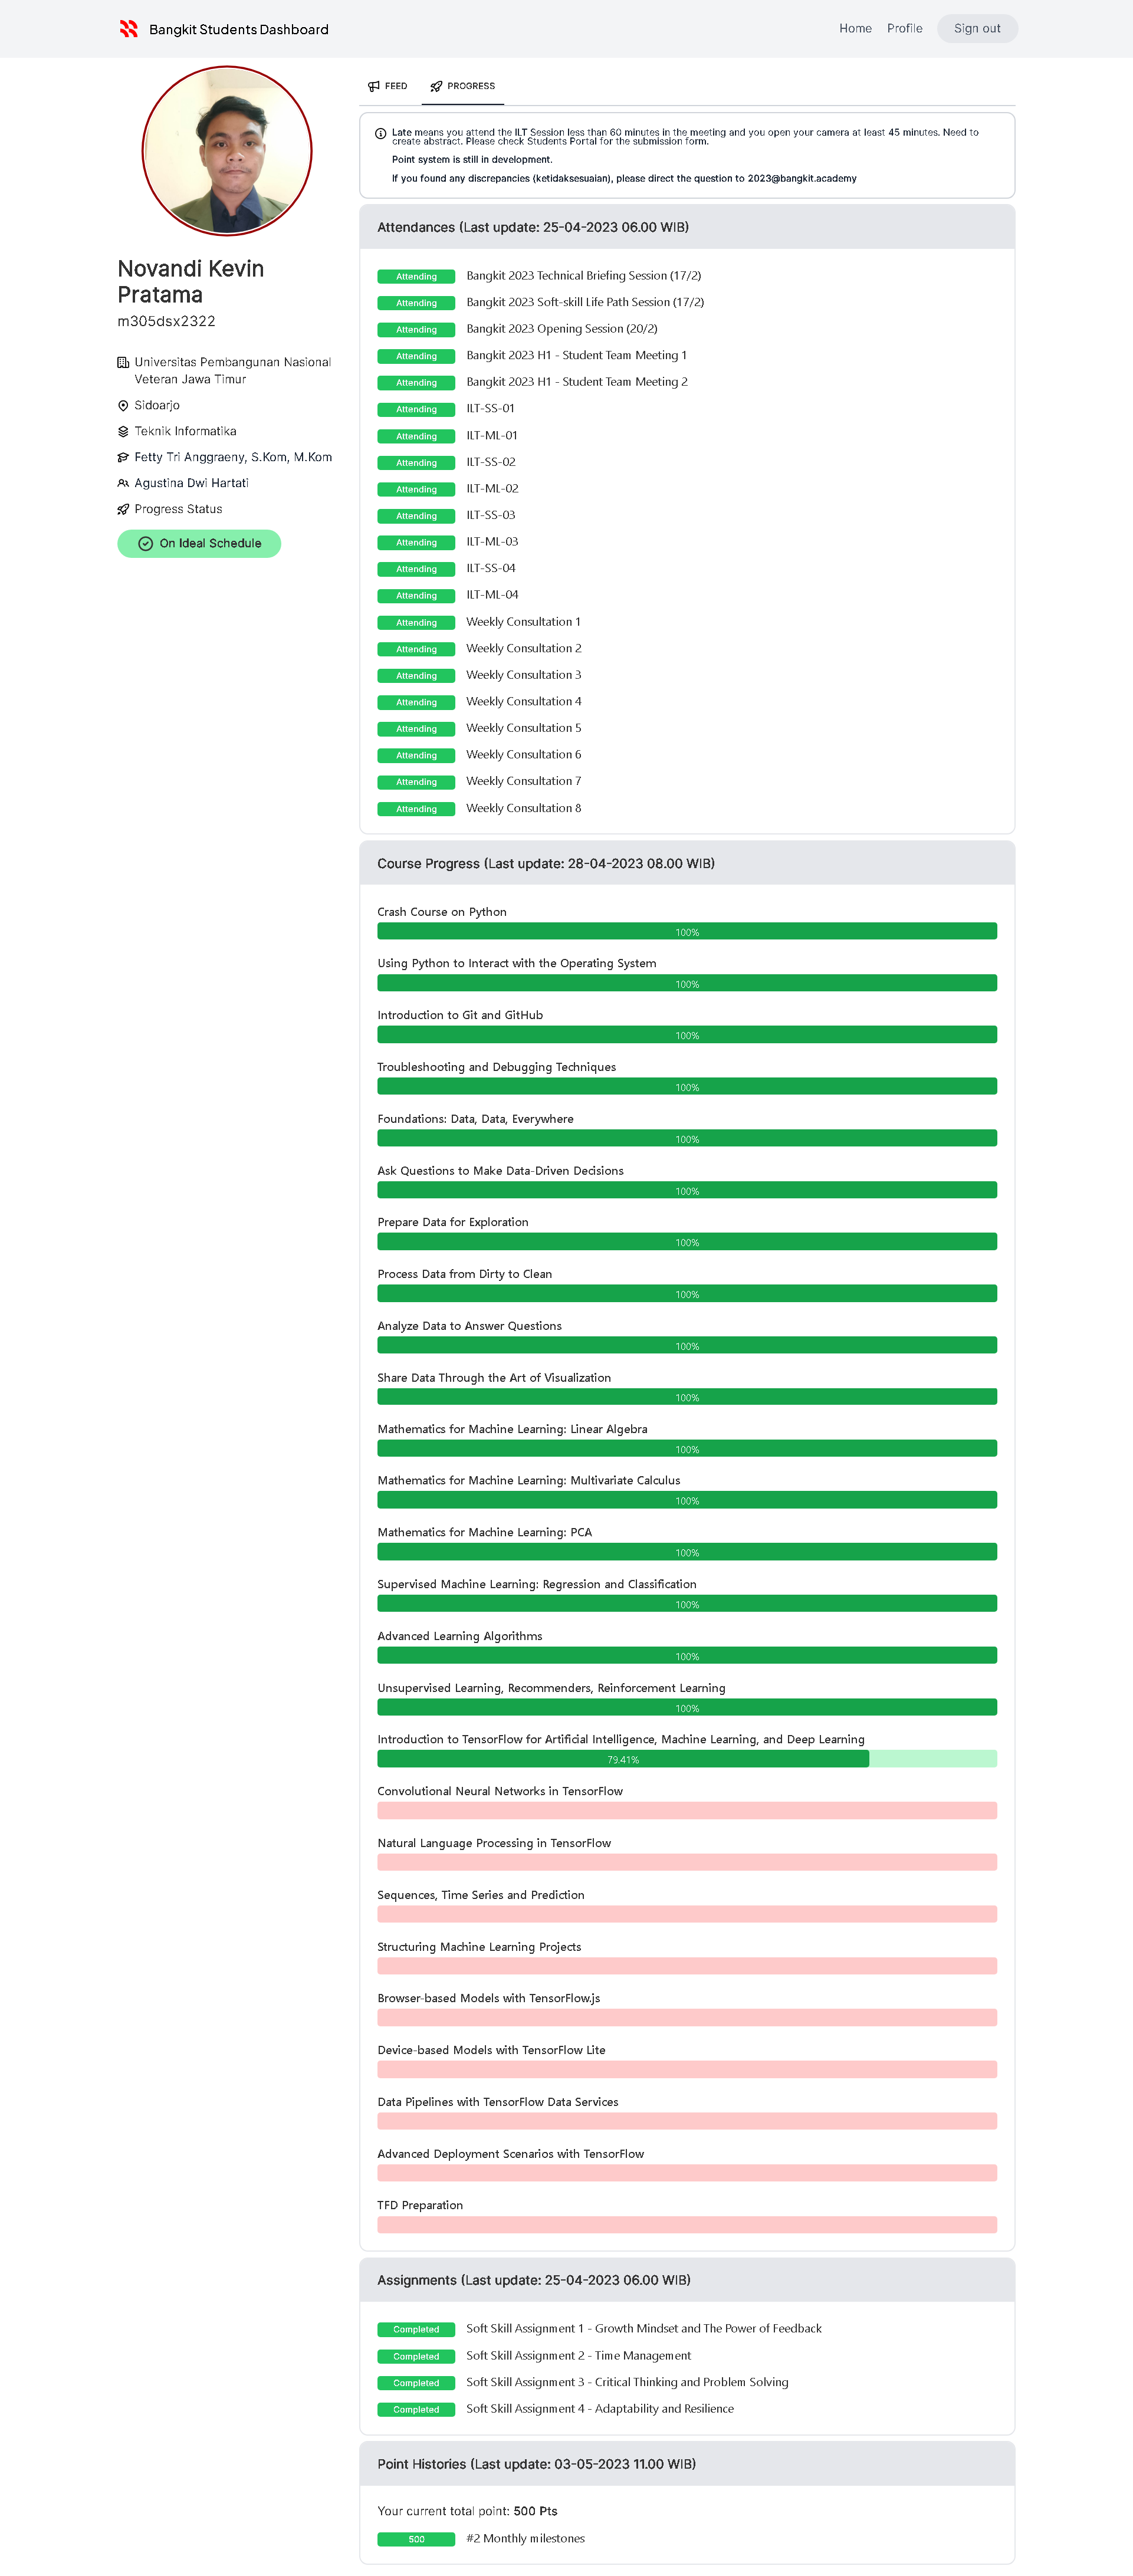 Bangkit Students Dashboard
Home
Profile
Sign out
Novandi Kevin
Pratama
m305dsx2322
Universitas Pembangunan Nasional
Veteran Jawa Timur
Sidoarjo
Teknik Informatika
Fetty Tri Anggraeny, S.Kom, M.Kom
Agustina Dwi Hartati
Progress Status
On Ideal Schedule
FEED
PROGRESS
Late means you attend the ILT Session less than 60 minutes in the meeting and you open your camera at least 45 minutes. Need to
create abstract. Please check Students Portal for the submission form.
Point system is still in development.
If you found any discrepancies (ketidaksesuaian), please direct the question to 2023@bangkit.academy
Attendances (Last update: 25-04-2023 06.00 WIB)
Attending Bangkit 2023 Technical Briefing Session (17/2)
Attending Bangkit 2023 Soft-skill Life Path Session (17/2)
Attending Bangkit 2023 Opening Session (20/2)
Attending Bangkit 2023 H1 - Student Team Meeting 1
Attending Bangkit 2023 H1 - Student Team Meeting 2
Attending ILT-SS-01
Attending ILT-ML-01
Attending ILT-SS-02
Attending ILT-ML-02
Attending ILT-SS-03
Attending ILT-ML-03
Attending ILT-SS-04
Attending ILT-ML-04
Attending Weekly Consultation 1
Attending Weekly Consultation 2
Attending Weekly Consultation 3
Attending Weekly Consultation 4
Attending Weekly Consultation 5
Attending Weekly Consultation 6
Attending Weekly Consultation 7
Attending Weekly Consultation 8
Course Progress (Last update: 28-04-2023 08.00 WIB)
Crash Course on Python
100%
Using Python to Interact with the Operating System
100%
Introduction to Git and GitHub
100%
Troubleshooting and Debugging Techniques
100%
Foundations: Data, Data, Everywhere
100%
Ask Questions to Make Data-Driven Decisions
100%
Prepare Data for Exploration
100%
Process Data from Dirty to Clean
100%
Analyze Data to Answer Questions
100%
Share Data Through the Art of Visualization
100%
Mathematics for Machine Learning: Linear Algebra
100%
Mathematics for Machine Learning: Multivariate Calculus
100%
Mathematics for Machine Learning: PCA
100%
Supervised Machine Learning: Regression and Classification
100%
Advanced Learning Algorithms
100%
Unsupervised Learning, Recommenders, Reinforcement Learning
100%
Introduction to TensorFlow for Artificial Intelligence, Machine Learning, and Deep Learning
79.41%
Convolutional Neural Networks in TensorFlow
Natural Language Processing in TensorFlow
Sequences, Time Series and Prediction
Structuring Machine Learning Projects
Browser-based Models with TensorFlow.js
Device-based Models with TensorFlow Lite
Data Pipelines with TensorFlow Data Services
Advanced Deployment Scenarios with TensorFlow
TFD Preparation
Assignments (Last update: 25-04-2023 06.00 WIB)
Completed Soft Skill Assignment 1 - Growth Mindset and The Power of Feedback
Completed Soft Skill Assignment 2 - Time Management
Completed Soft Skill Assignment 3 - Critical Thinking and Problem Solving
Completed Soft Skill Assignment 4 - Adaptability and Resilience
Point Histories (Last update: 03-05-2023 11.00 WIB)
Your current total point: 500 Pts
500 #2 Monthly milestones